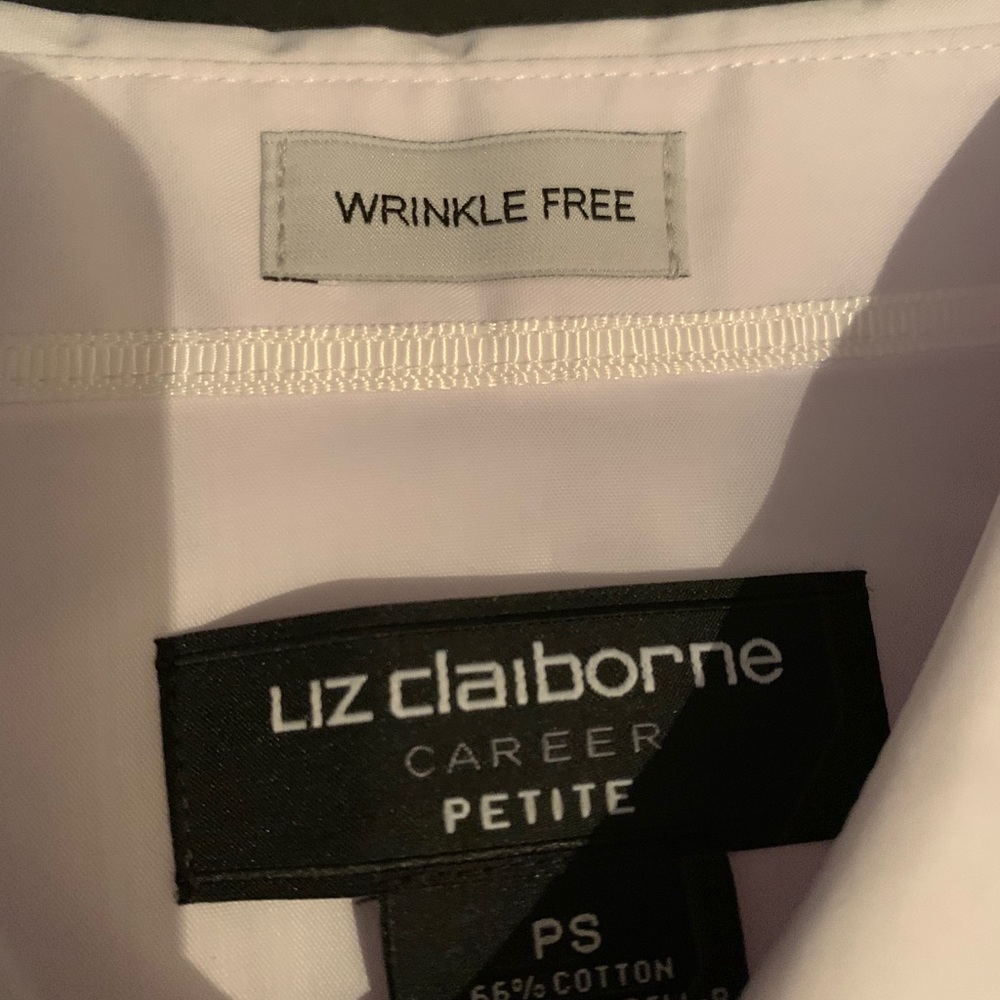 WRINKLE FREE
LIZ claiborne
CAREER
PETITE
PS
66% COTTON